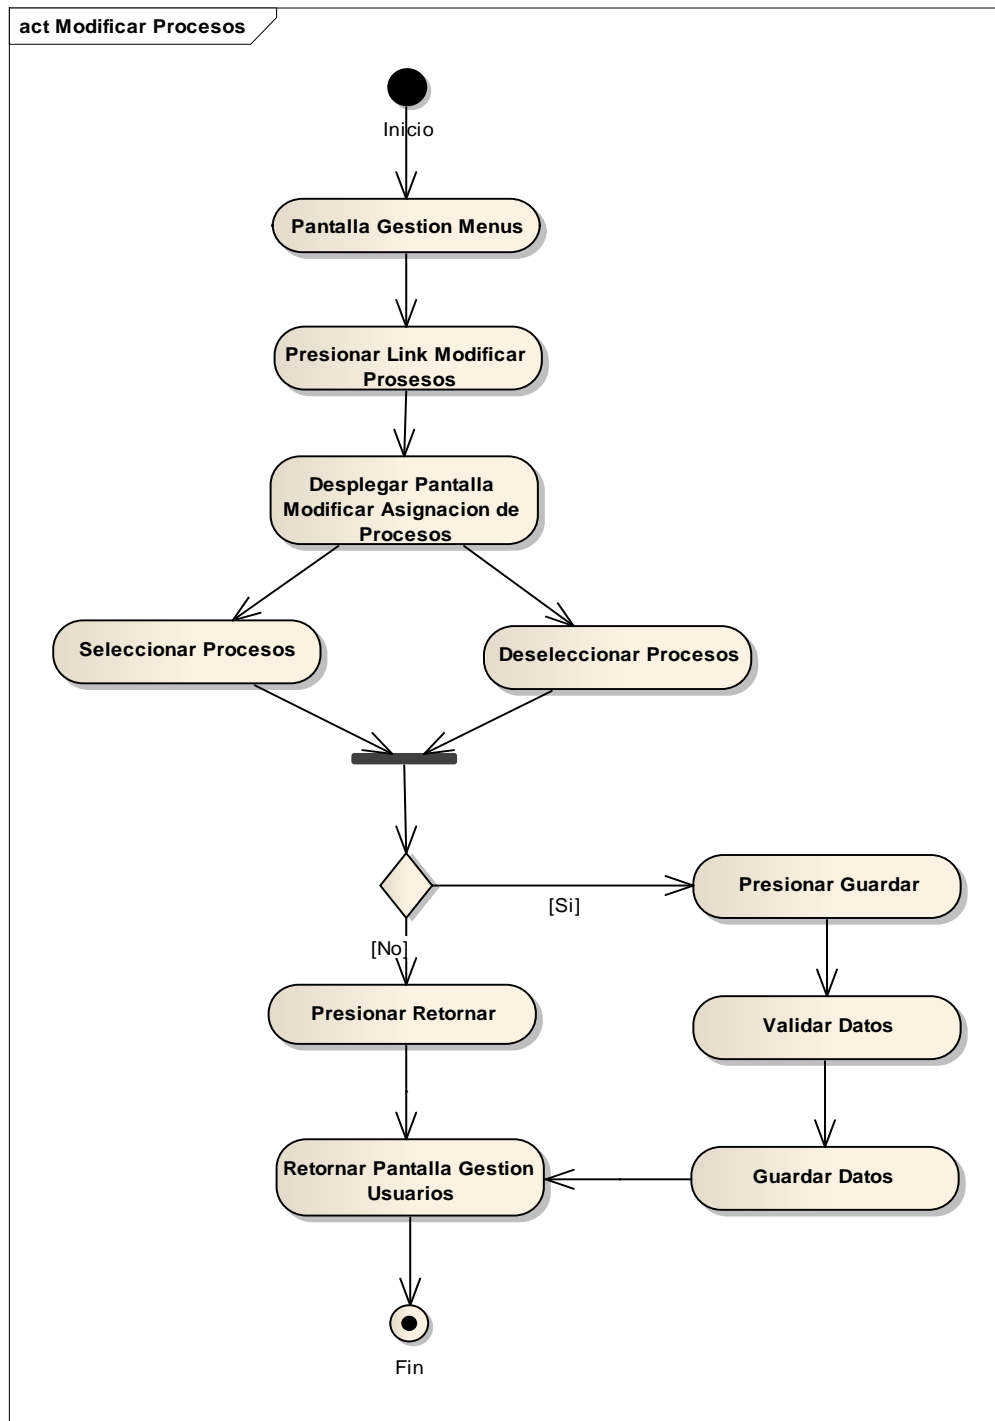 act Modificar Procesos
Inicio
Pantalla Gestion Menus
Presionar Link Modificar
Prosesos
Desplegar Pantalla
Modificar Asignacion de
Procesos
Seleccionar Procesos
Deseleccionar Procesos
Presionar Guardar
[Si]
[No]
Presionar Retornar
Validar Datos
Retornar Pantalla Gestion
Usuarios
Guardar Datos
Fin